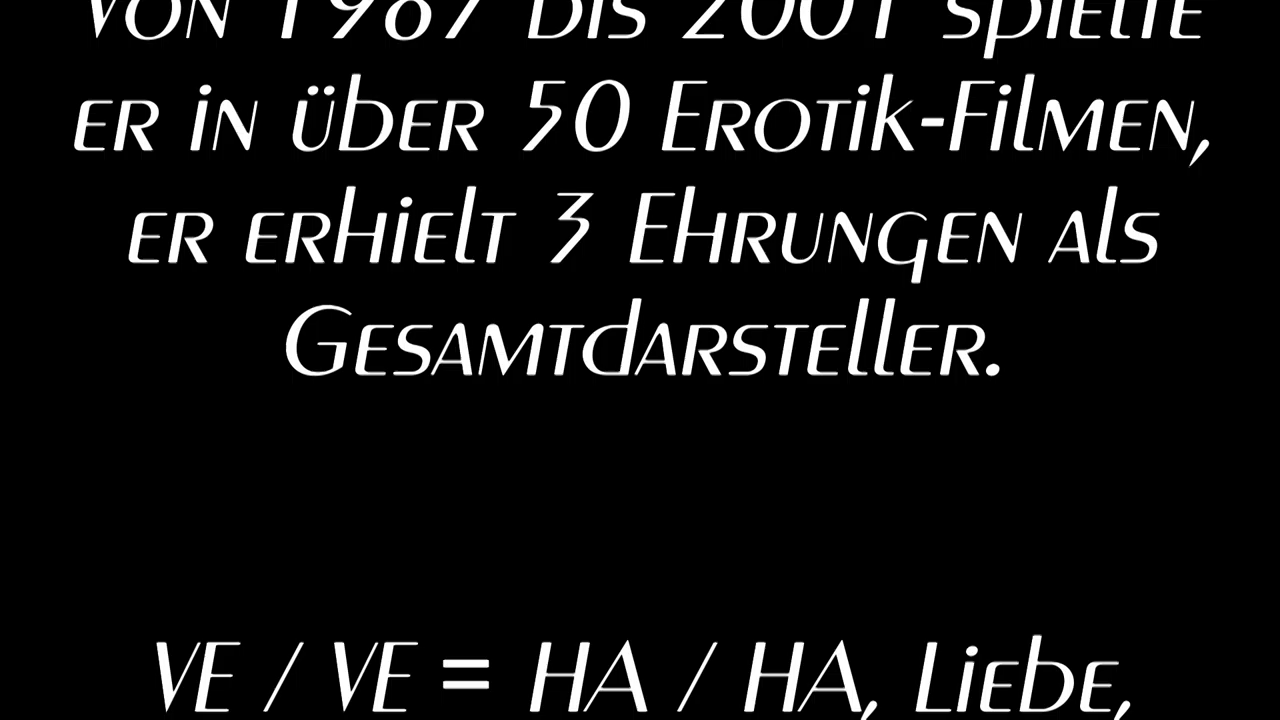 von 1987 bis 2001 spielte
er in über 50 Erotik-Filmen,
er erhielt 3 Ehrungen als
Gesamtdarsteller.
VE / VE = HA / HA, Liebe,